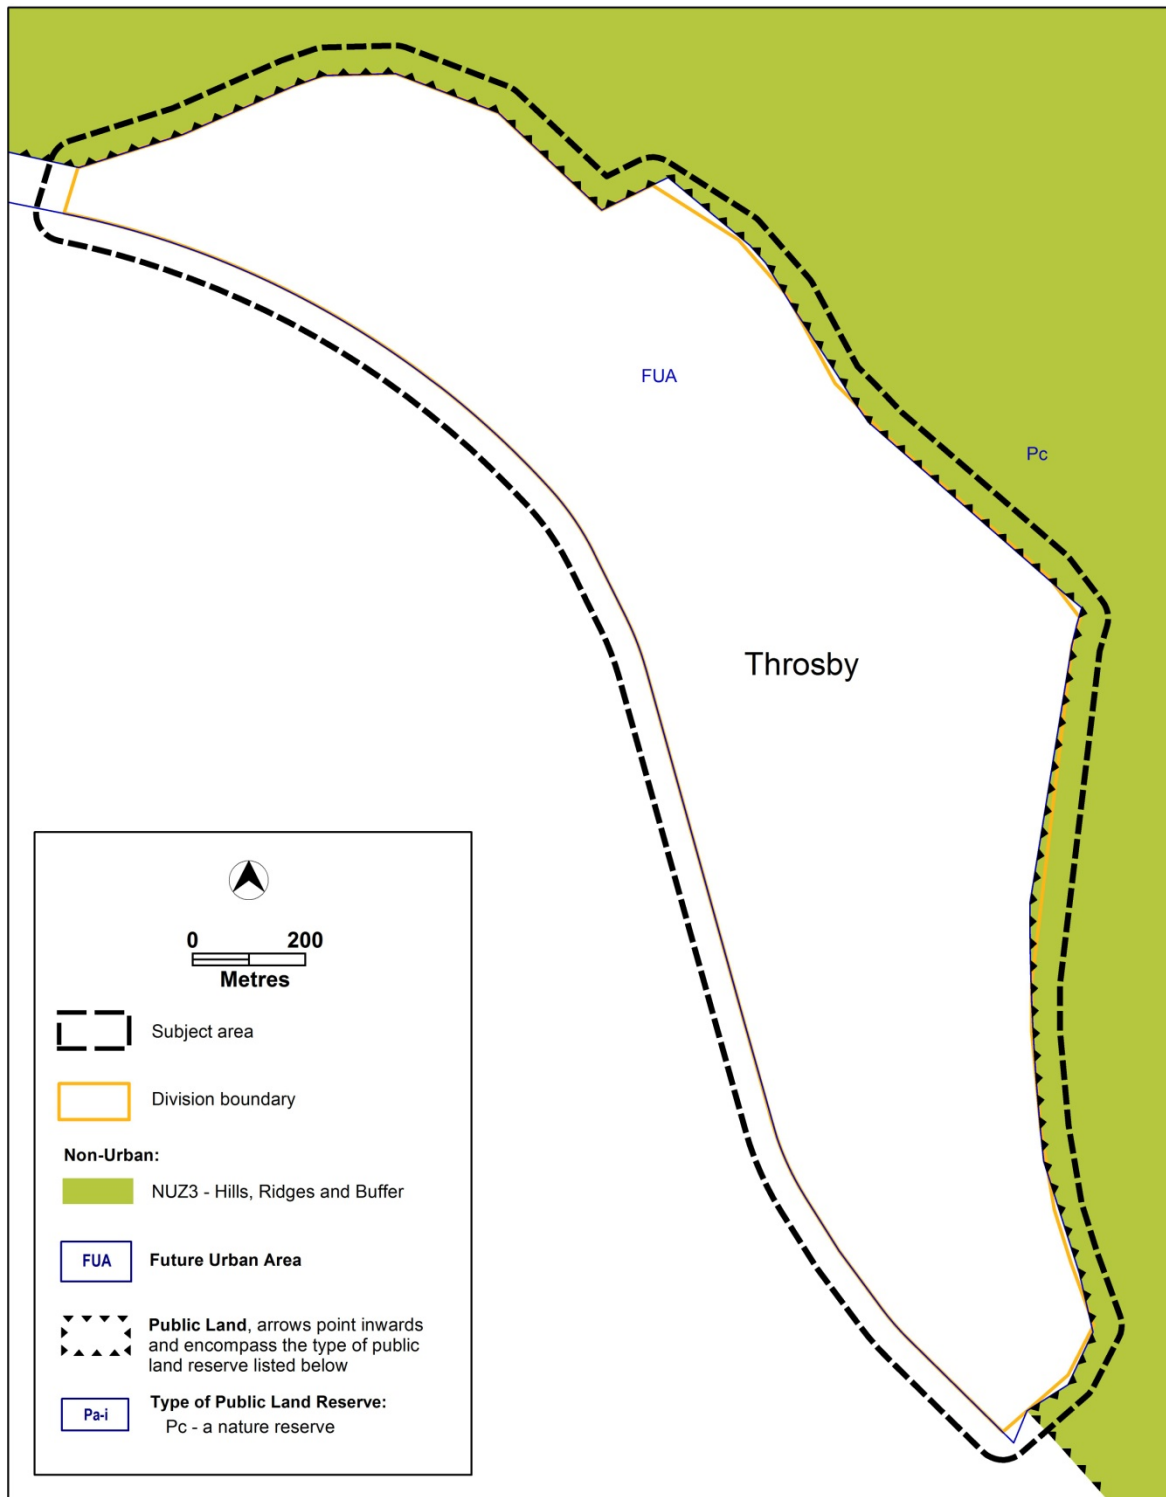 FUA
Pc
Throsby
0 200
Metres
Subject area
Division boundary
Non-Urban:
NUZ3 - Hills, Ridges and Buffer
FUA
Future Urban Area
Public Land, arrows point inwards
and encompass the type of public
land reserve listed below
Pa-i
Type of Public Land Reserve:
Pc - a nature reserve